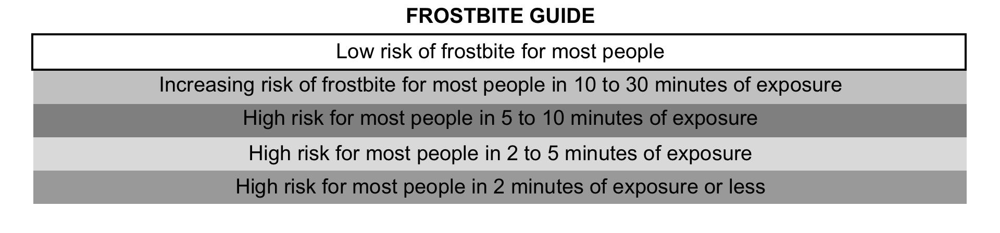 FROSTBITE GUIDE
Low risk of frostbite for most people
Increasing risk of frostbite for most people in 10 to 30 minutes of exposure
High risk for most people in 5 to 10 minutes of exposure
High risk for most people in 2 to 5 minutes of exposure
High risk for most people in 2 minutes of exposure or less